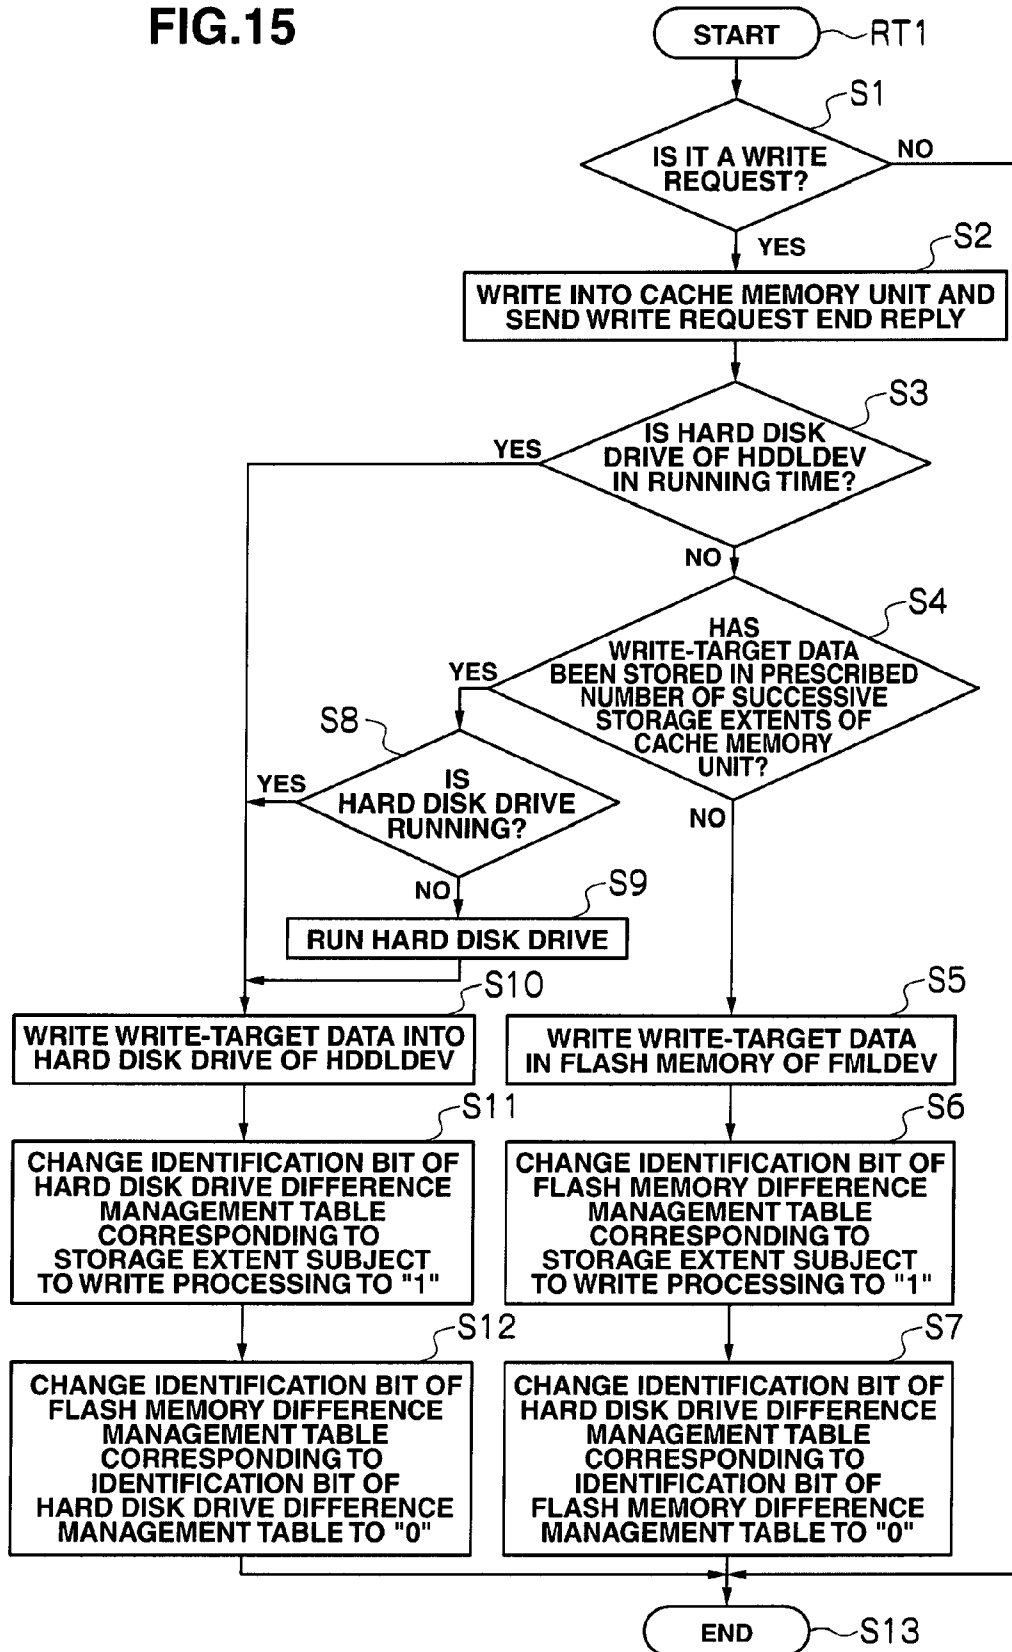 FIG.15
START
RT1
S1
IS IT A WRITE
REQUEST?
NO
YES
S2
WRITE INTO CACHE MEMORY UNIT AND
SEND WRITE REQUEST END REPLY
S3
IS HARD DISK
DRIVE OF HDDLDEV
IN RUNNING TIME?
YES
NO
S4
HAS
WRITE-TARGET DATA
BEEN STORED IN PRESCRIBED
NUMBER OF SUCCESSIVE
STORAGE EXTENTS OF
CACHE MEMORY
UNIT?
YES
NO
S8
IS
HARD DISK DRIVE
RUNNING?
YES
NO
S9
RUN HARD DISK DRIVE
S10
WRITE WRITE-TARGET DATA INTO
HARD DISK DRIVE OF HDDLDEV
S5
WRITE WRITE-TARGET DATA
IN FLASH MEMORY OF FMLDEV
S11
CHANGE IDENTIFICATION BIT OF
HARD DISK DRIVE DIFFERENCE
MANAGEMENT TABLE
CORRESPONDING TO
STORAGE EXTENT SUBJECT
TO WRITE PROCESSING TO "1"
S6
CHANGE IDENTIFICATION BIT OF
FLASH MEMORY DIFFERENCE
MANAGEMENT TABLE
CORRESPONDING TO
STORAGE EXTENT SUBJECT
TO WRITE PROCESSING TO "1"
S12
CHANGE IDENTIFICATION BIT OF
FLASH MEMORY DIFFERENCE
MANAGEMENT TABLE
CORRESPONDING TO
IDENTIFICATION BIT OF
HARD DISK DRIVE DIFFERENCE
MANAGEMENT TABLE TO "0"
S7
CHANGE IDENTIFICATION BIT OF
HARD DISK DRIVE DIFFERENCE
MANAGEMENT TABLE
CORRESPONDING TO
IDENTIFICATION BIT OF
FLASH MEMORY DIFFERENCE
MANAGEMENT TABLE TO "0"
END
S13